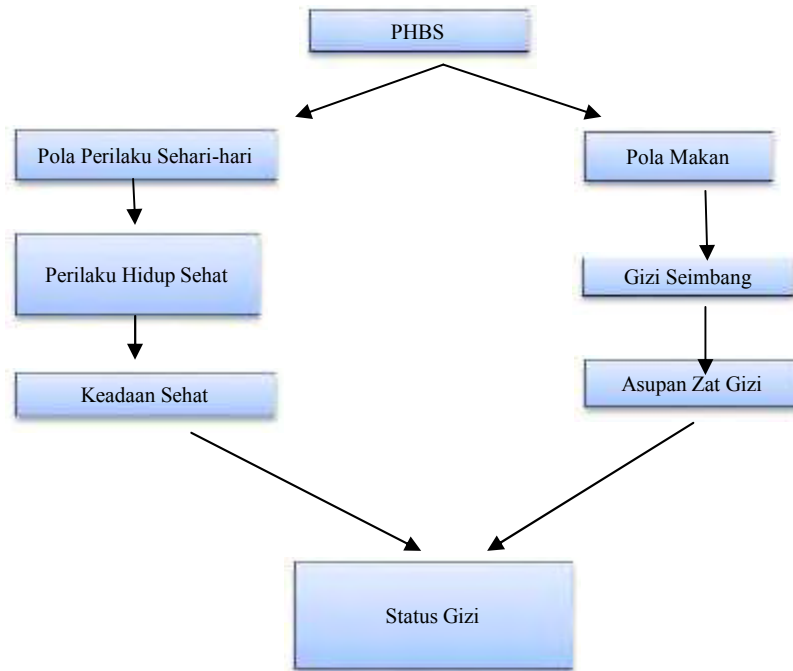 PHBS
Pola Perilaku Sehari-hari
Pola Makan
Perilaku Hidup Sehat
Gizi Seimbang
Keadaan Sehat
Asupan Zat Gizi
Status Gizi